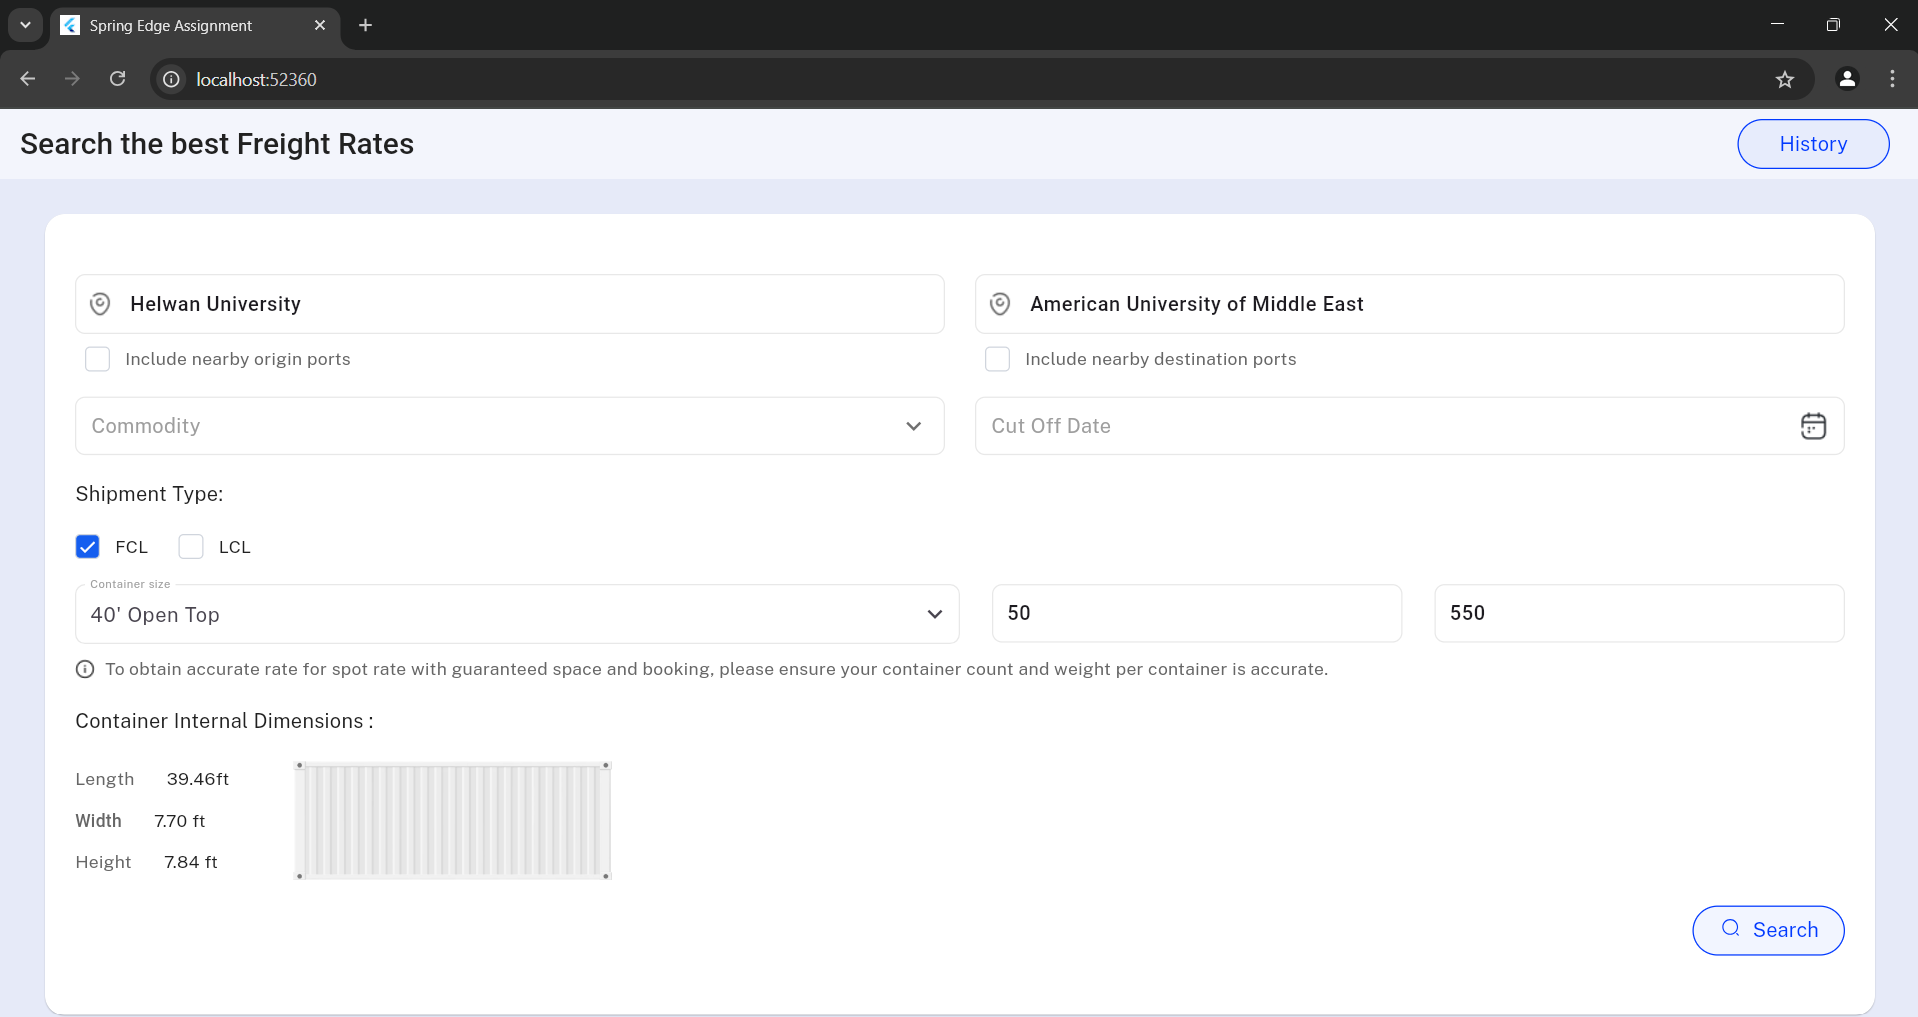 Spring Edge Assignment
localhost:52360
Search the best Freight Rates
History
Helwan University
American University of Middle East
Include nearby origin ports
Include nearby destination ports
Commodity
Cut Off Date
Shipment Type:
FCL
LCL
Container size
40' Open Top
50
550
To obtain accurate rate for spot rate with guaranteed space and booking, please ensure your container count and weight per container is accurate.
Container Internal Dimensions :
Length 39.46ft
Width 7.70 ft
Height 7.84 ft
Search